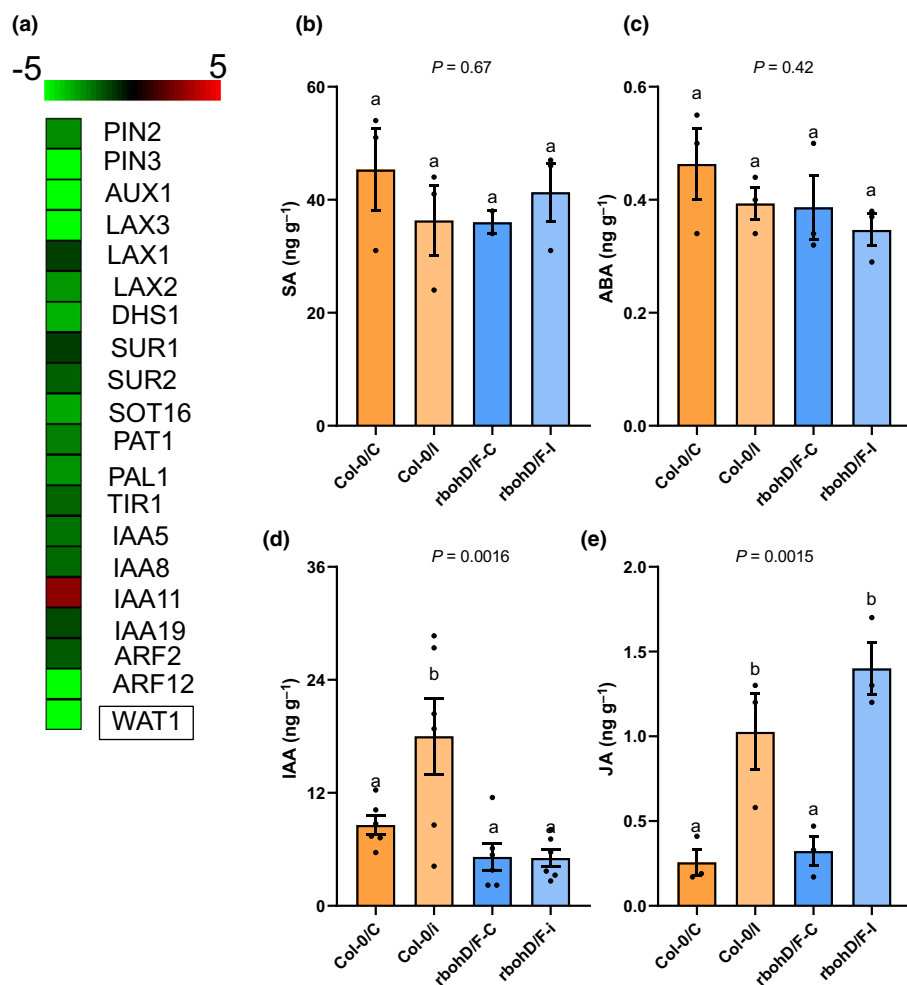 (a)
-5 5
PIN2
PIN3
AUX1
LAX3
LAX1
LAX2
DHS1
SUR1
SUR2
SOT16
PAT1
PAL1
TIR1
IAA5
IAA8
IAA11
IAA19
ARF2
ARF12
WAT1
(b)
P = 0.67
SA (ng g⁻¹)
60
40
20
0
a a a a
Col-0/C Col-0/I rbohD/F-C rbohD/F-I
(c)
P = 0.42
ABA (ng g⁻¹)
0.6
0.4
0.2
0.0
a a a a
Col-0/C Col-0/I rbohD/F-C rbohD/F-I
(d)
P = 0.0016
IAA (ng g⁻¹)
36
24
12
0
a b a a
Col-0/C Col-0/i rbohD/F-C rbohD/F-i
(e)
P = 0.0015
JA (ng g⁻¹)
2.0
1.5
1.0
0.5
0.0
a b a b
Col-0/C Col-0/I rbohD/F-C rbohD/F-I